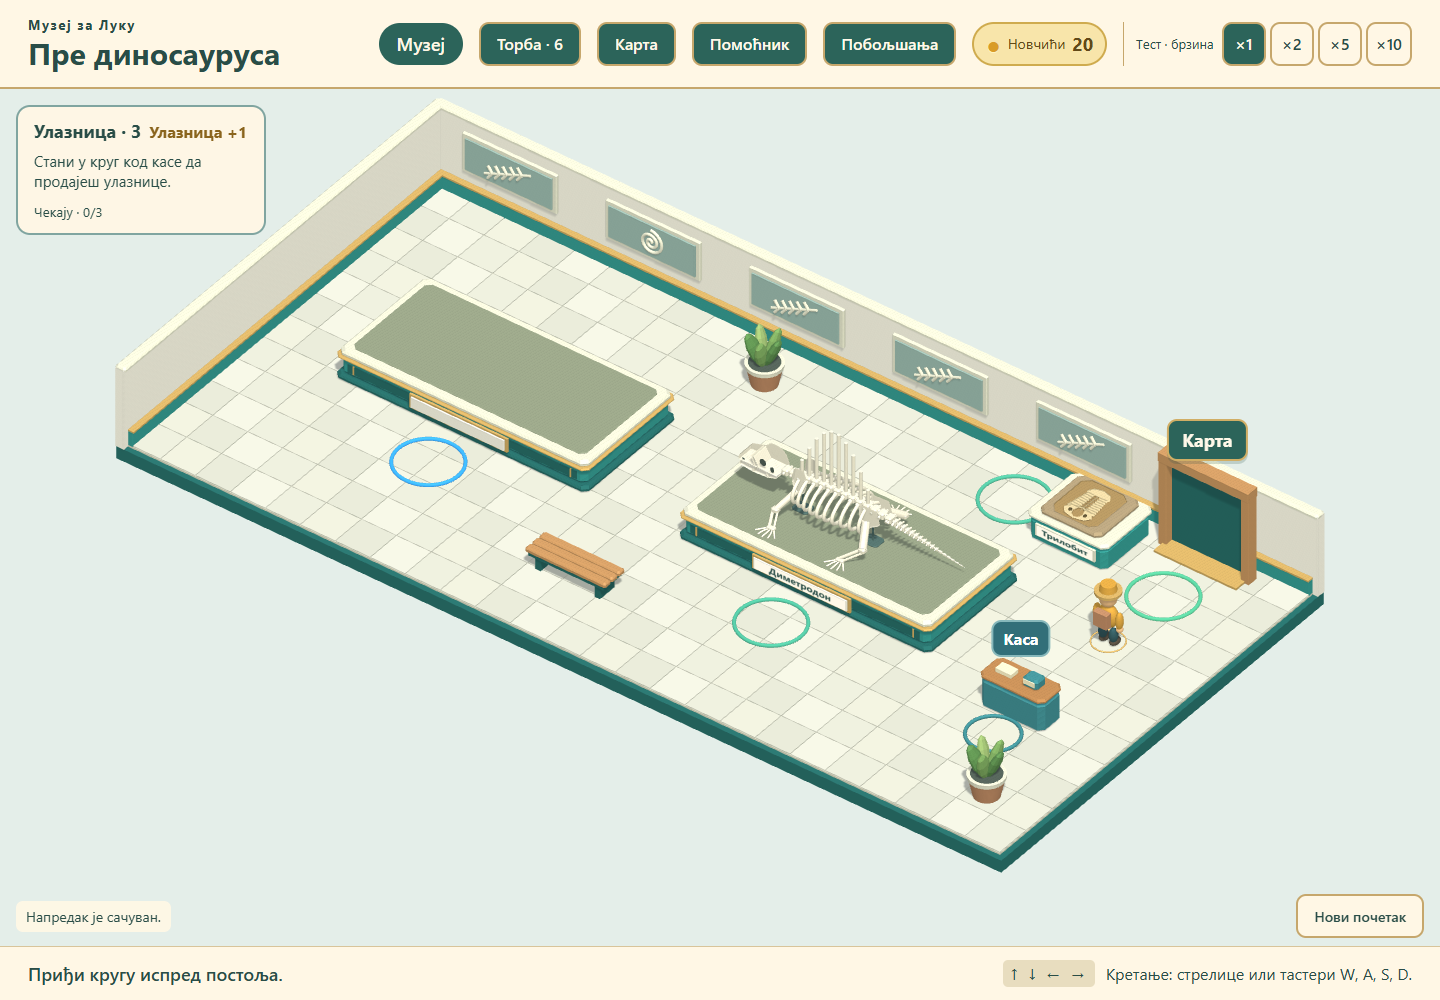 Музеј за Луку
Пре диносауруса
Музеј
Торба · 6
Карта
Помоћник
Побољшања
Новчићи 20
Тест · брзина
×1
×2
×5
×10
Улазница · 3 Улазница +1
Стани у круг код касе да
продајеш улазнице.
Чекају · 0/3
Карта
Трилобит
Диметродон
Каса
Напредак је сачуван.
Нови почетак
Приђи кругу испред постоља.
↑ ↓ ← → Кретање: стрелице или тастери W, A, S, D.